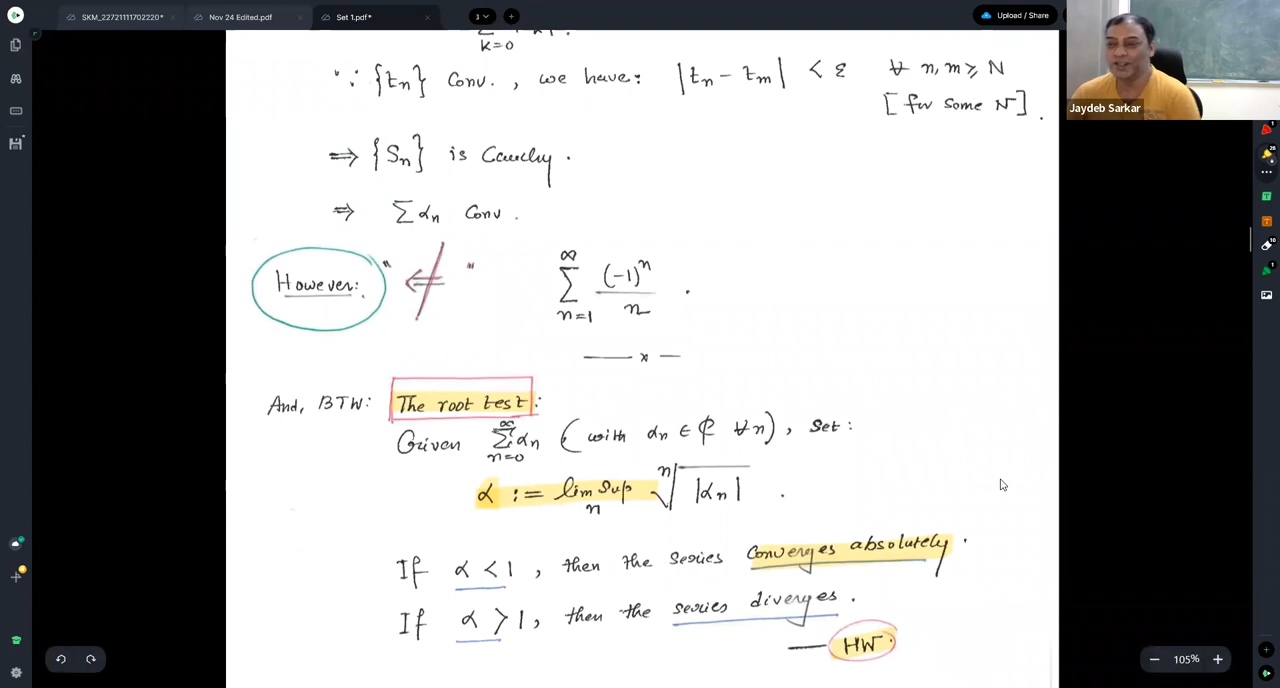 SKM_22721111702220*
Nov 24 Edited.pdf
Set 1.pdf*
Upload / Share
Jaydeb Sarkar
k=0
∵ {tn} Conv., we have: |tn - tm| < ε ∀ n, m ≥ N
[for some N].
⇒ {Sn} is Cauchy.
⇒ Σ αn Conv.
However: " ⇍ " ∞ Σ n=1 (-1)^n / n .
And, BTW: The root test:
Given ∞ Σ n=0 αn (with αn ∈ ℂ ∀n), Set:
α := lim sup n n√|αn| .
If α < 1, then the series Converges absolutely.
If α > 1, then the series diverges.
— HW.
105%